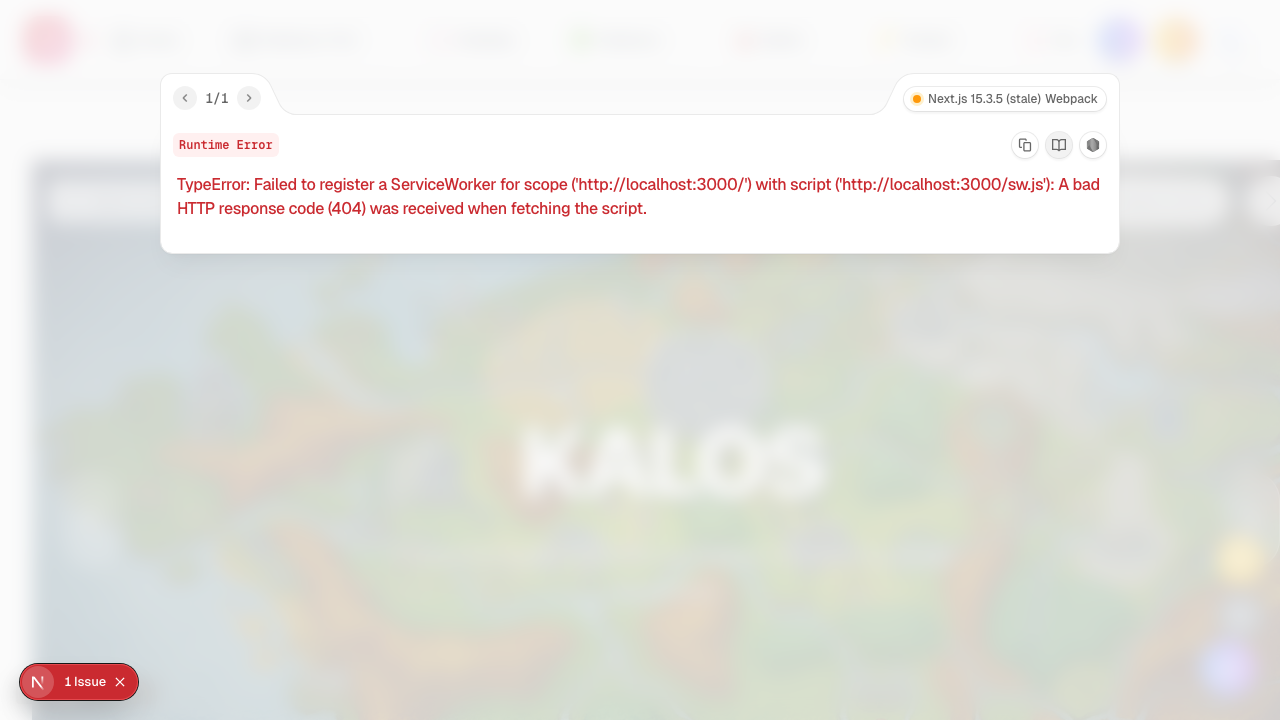 1/1
Next.js 15.3.5 (stale) Webpack
Runtime Error
TypeError: Failed to register a ServiceWorker for scope ('http://localhost:3000/') with script ('http://localhost:3000/sw.js'): A bad
HTTP response code (404) was received when fetching the script.
KALOS
N
1 Issue